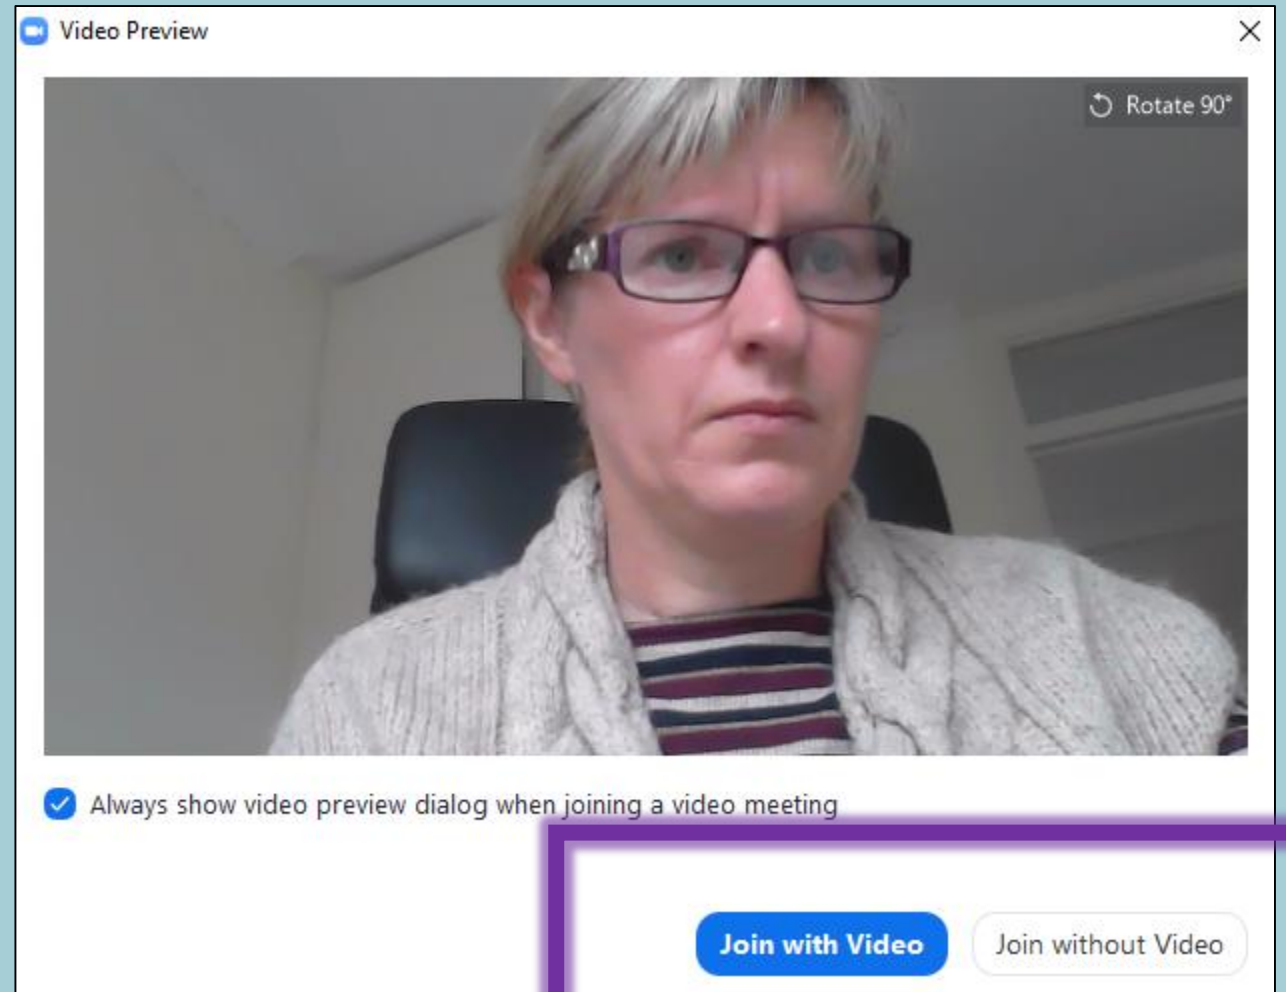 Video Preview
Rotate 90°
Always show video preview dialog when joining a video meeting
Join with Video
Join without Video